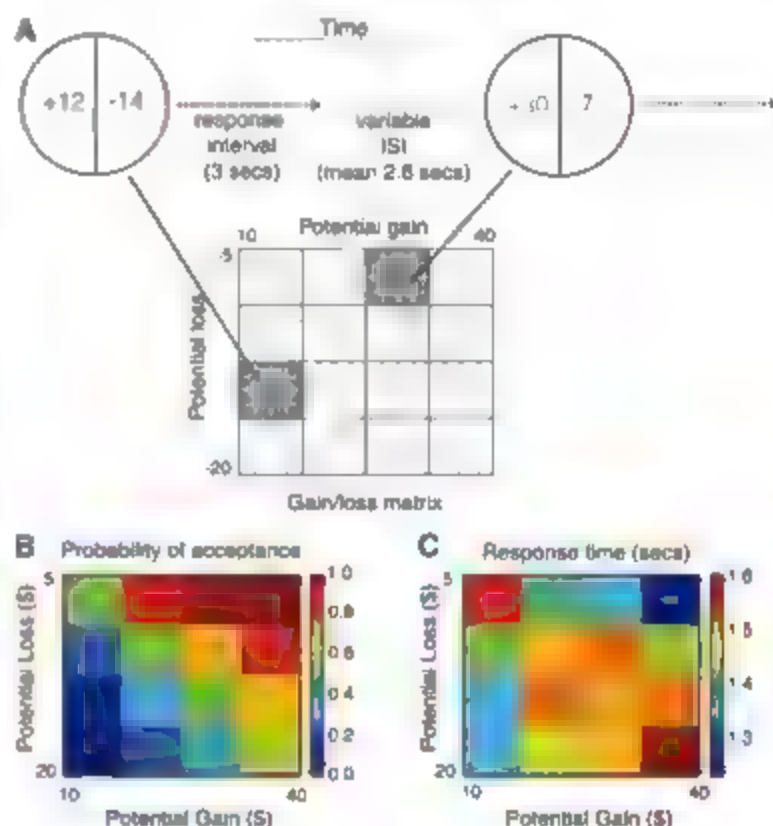 A
Time
+12 -14
7
response
interval
(3 secs)
variable
ISI
(mean 2.6 secs)
Potential gain
10 40
-5
Potential loss
-20
Gain/loss matrix
B Probability of acceptance
5
Potential Loss ($)
20
10 40
Potential Gain ($)
1 0
0.8
0.6
0.4
0.2
0.0
C Response time (secs)
5
Potential Loss ($)
20
10 40
Potential Gain ($)
1 6
1 5
1 4
1 3